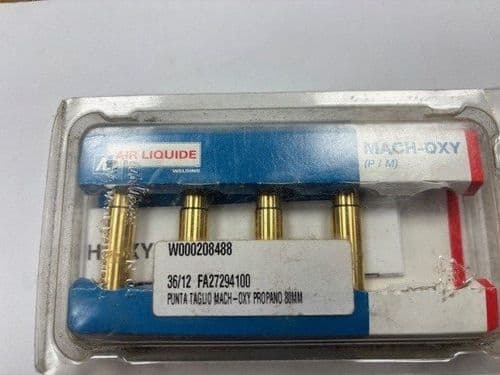 AIR LIQUIDE
WELDING
MACH-OXY
(P / M)
W000208488
36/12 FA27294100
PUNTA TAGLIO MACH-OXY PROPANO 80MM